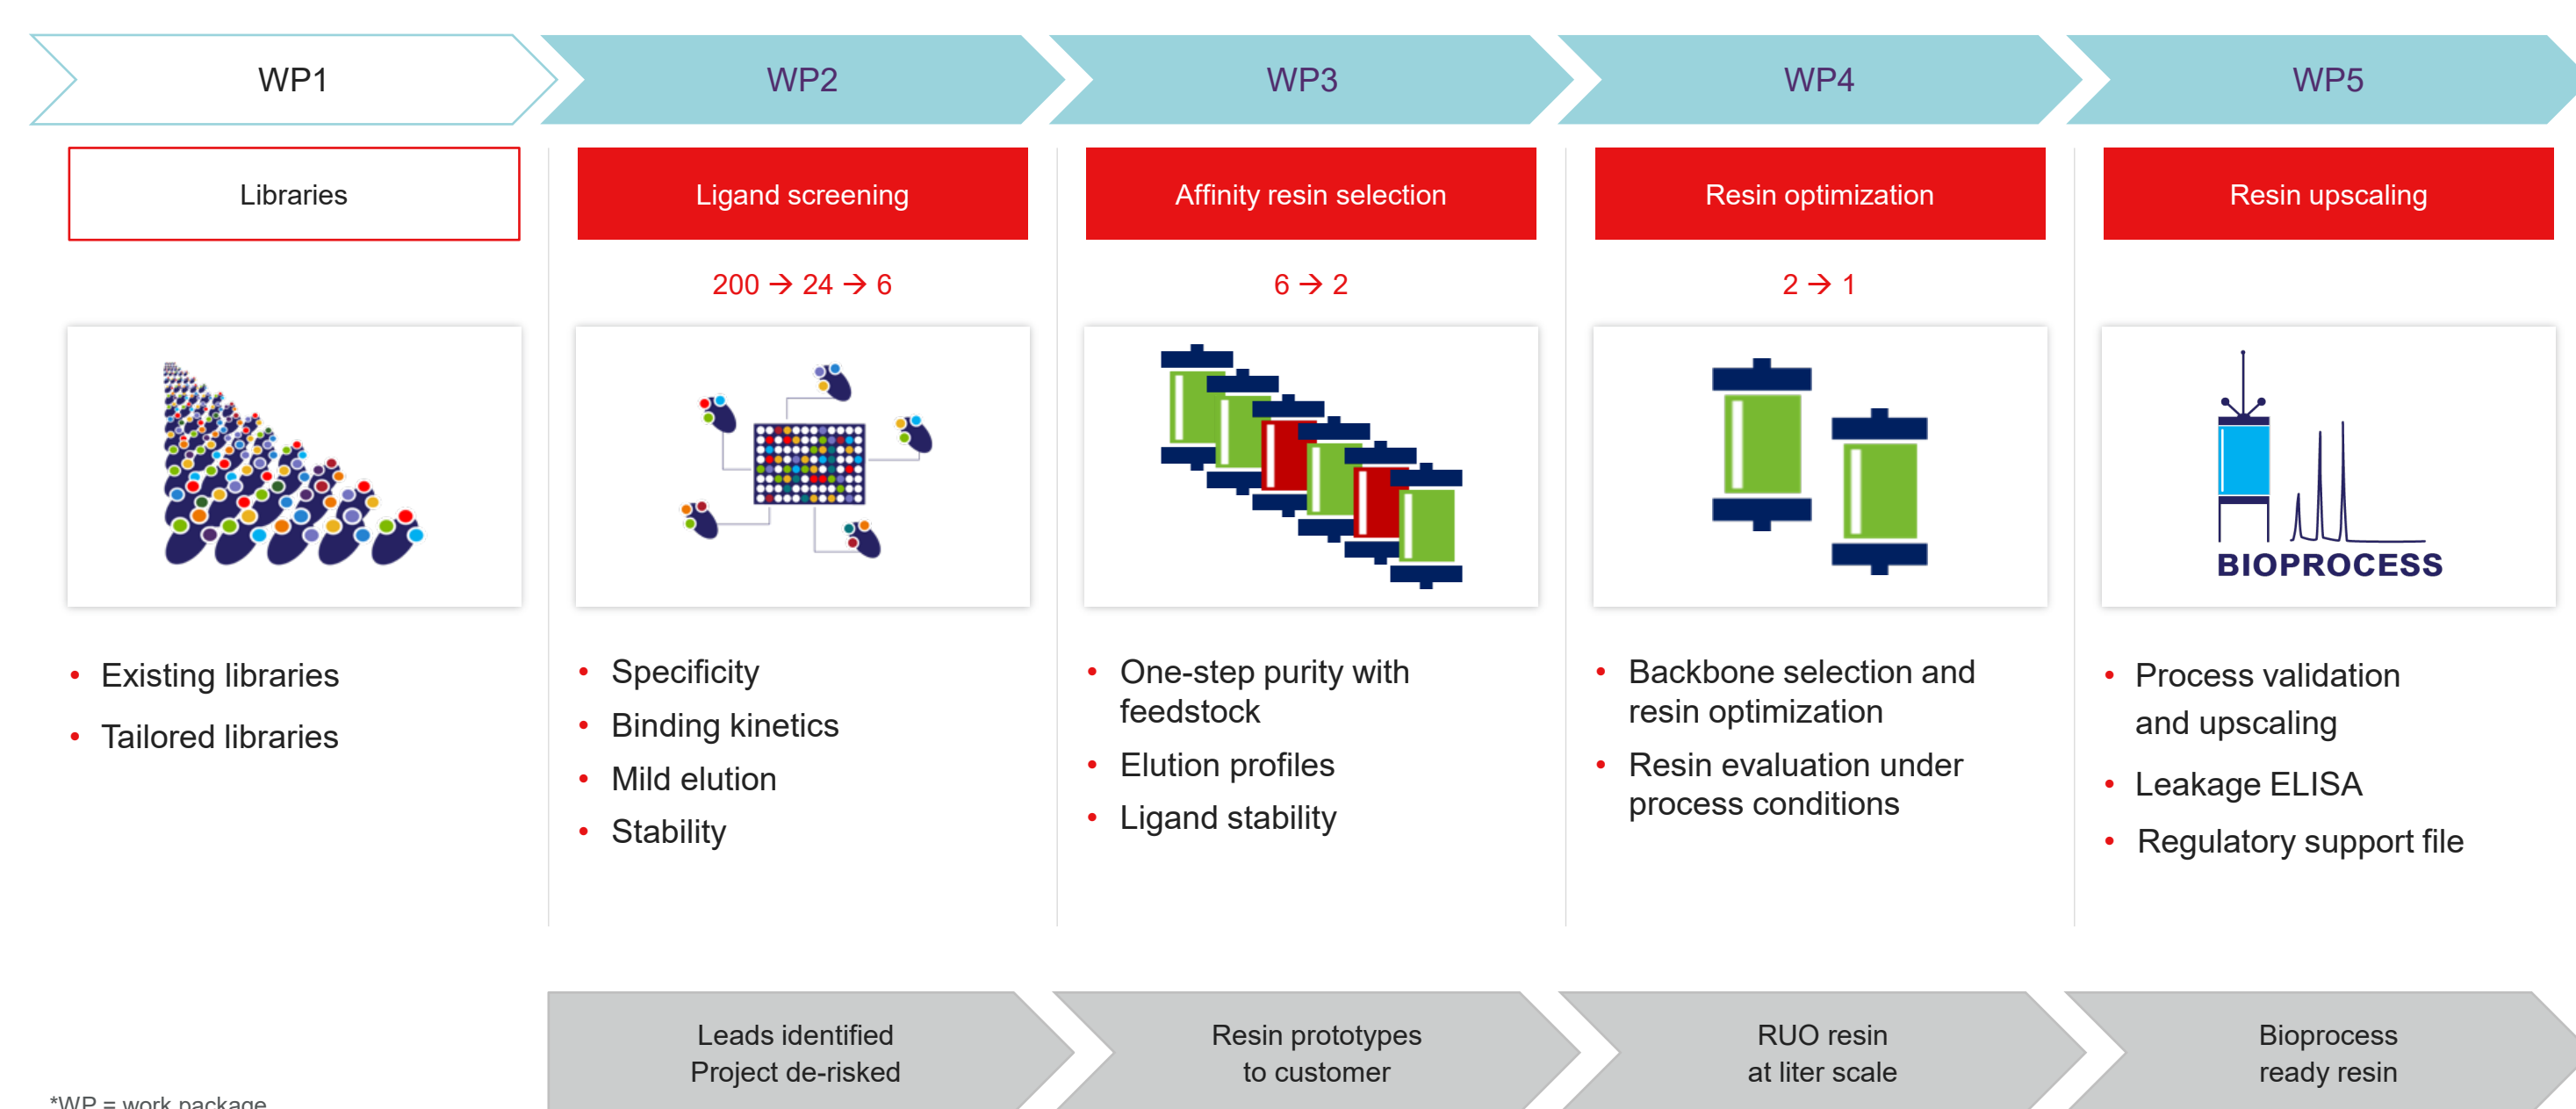 WP1
WP2
WP3
WP4
WP5
Libraries
Ligand screening
Affinity resin selection
Resin optimization
Resin upscaling
200 → 24 → 6
6 → 2
2 → 1
BIOPROCESS
• Existing libraries
• Tailored libraries
• Specificity
• Binding kinetics
• Mild elution
• Stability
• One-step purity with
feedstock
• Elution profiles
• Ligand stability
• Backbone selection and
resin optimization
• Resin evaluation under
process conditions
• Process validation
and upscaling
• Leakage ELISA
• Regulatory support file
Leads identified
Project de-risked
Resin prototypes
to customer
RUO resin
at liter scale
Bioprocess
ready resin
*WP = work package